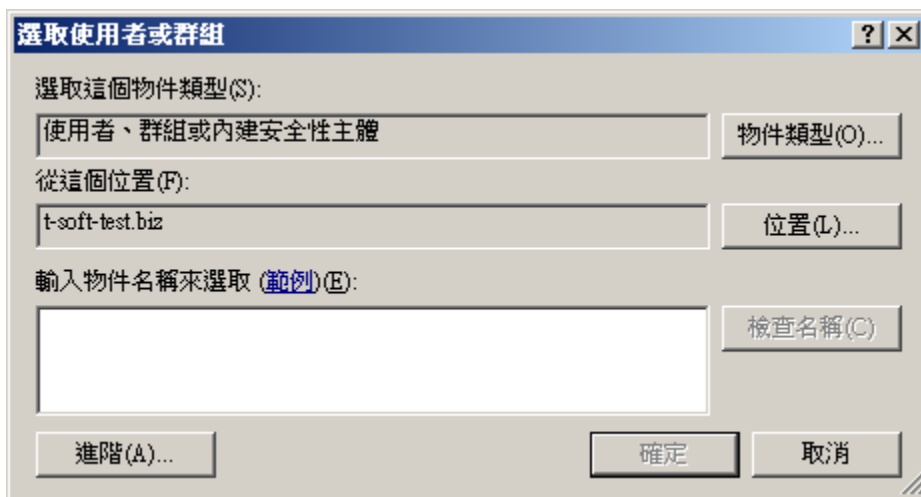 選取使用者或群組
選取這個物件類型(S):
使用者、群組或內建安全性主體
物件類型(O)...
從這個位置(F):
t-soft-test.biz
位置(L)...
輸入物件名稱來選取 (範例)(E):
檢查名稱(C)
進階(A)...
確定
取消